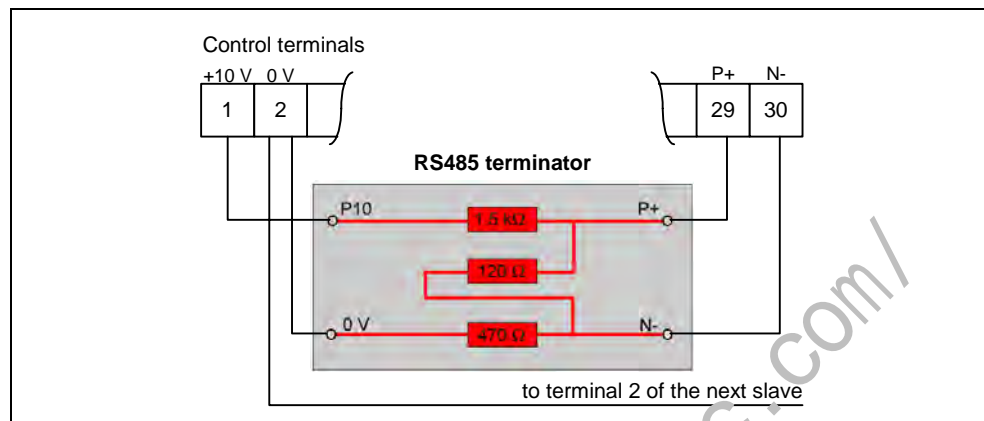 Control terminals
+10 V 0 V P+ N-
1 2 29 30
RS485 terminator
P10 1.5 kΩ P+
120 Ω
0 V 470 Ω N-
to terminal 2 of the next slave
.com/